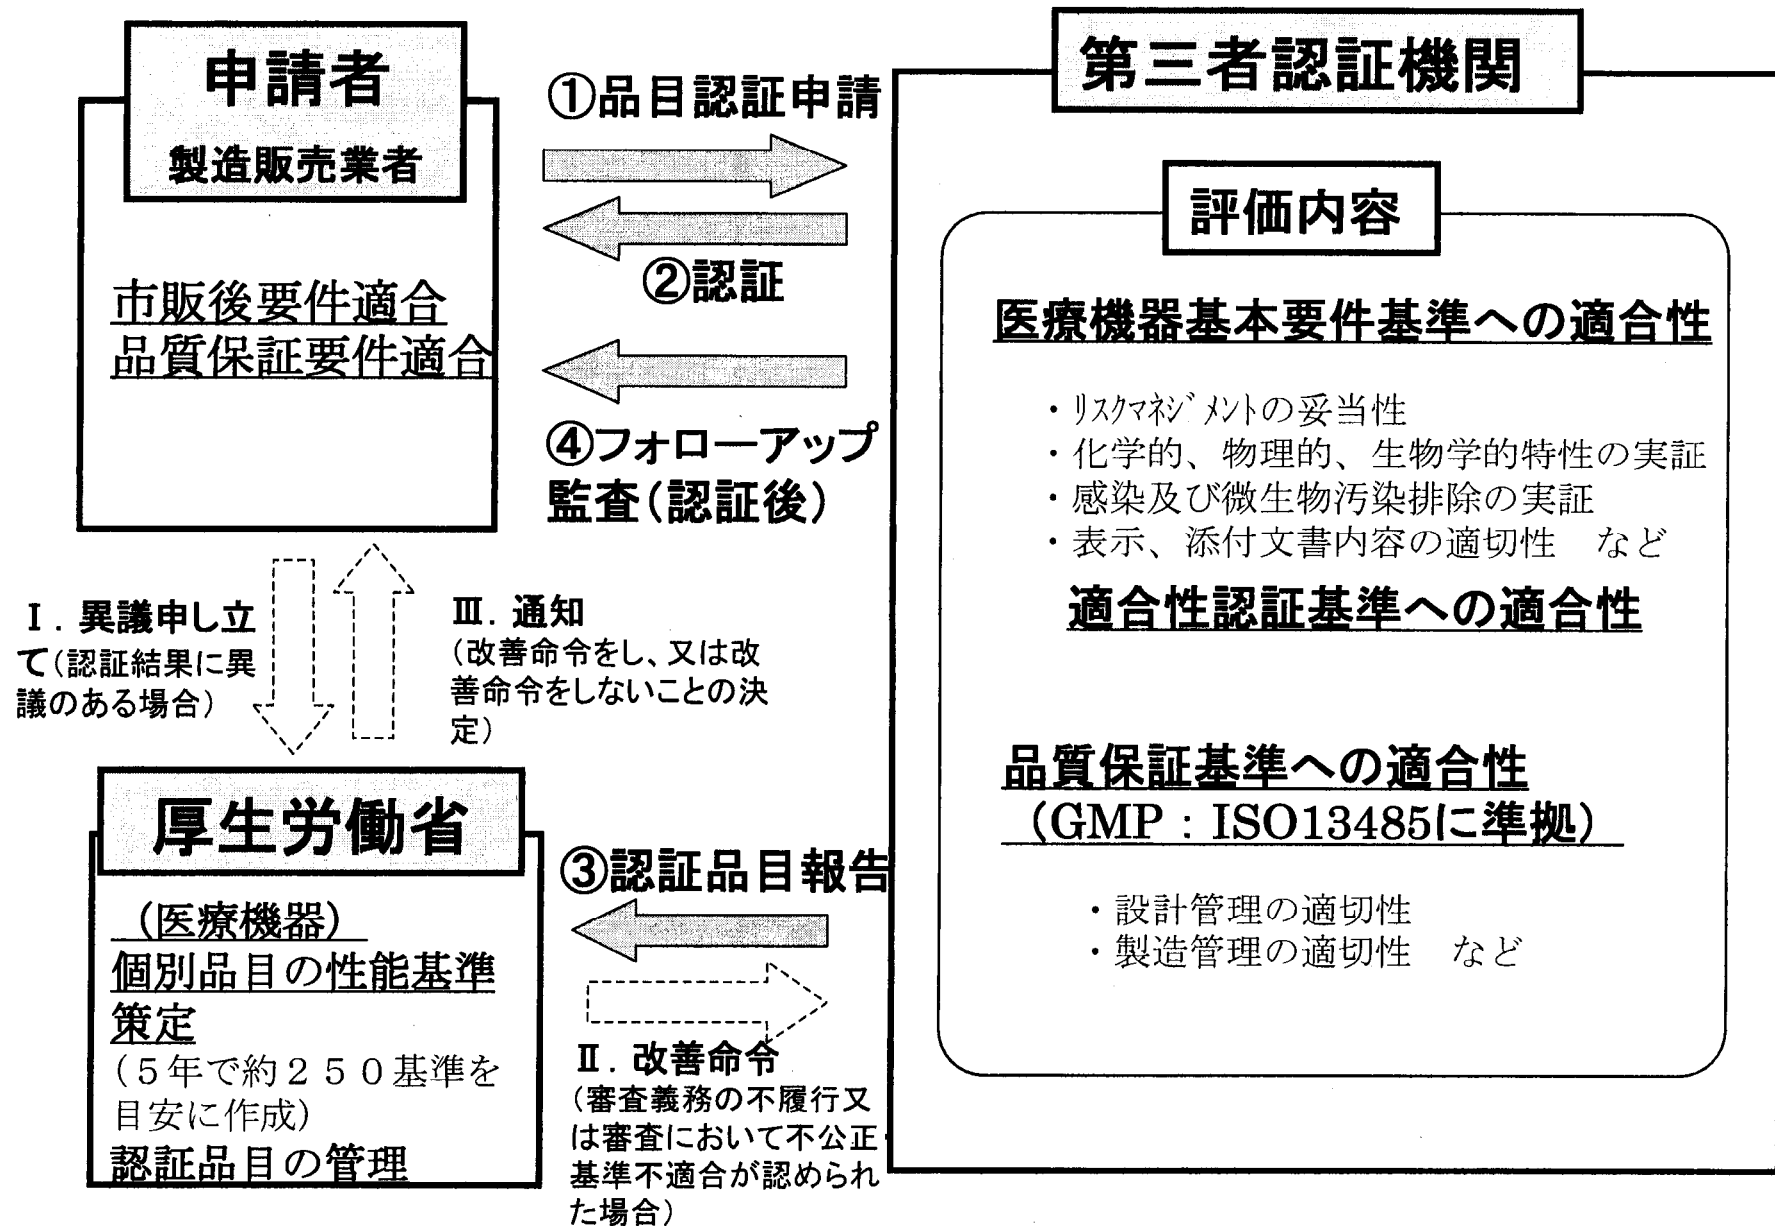 申請者
製造販売業者
市販後要件適合
品質保証要件適合
①品目認証申請
②認証
④フォローアップ
監査(認証後)
第三者認証機関
評価内容
医療機器基本要件基準への適合性
・リスクマネジメントの妥当性
・化学的、物理的、生物学的特性の実証
・感染及び微生物汚染排除の実証
・表示、添付文書内容の適切性　など
適合性認証基準への適合性
品質保証基準への適合性
(GMP：ISO13485に準拠)
・設計管理の適切性
・製造管理の適切性　など
Ⅰ．異議申し立
て(認証結果に異
議のある場合)
Ⅲ．通知
(改善命令をし、又は改
善命令をしないことの決
定)
厚生労働省
(医療機器)
個別品目の性能基準
策定
(５年で約２５０基準を
目安に作成)
認証品目の管理
③認証品目報告
Ⅱ．改善命令
(審査義務の不履行又
は審査において不公正
基準不適合が認められ
た場合)